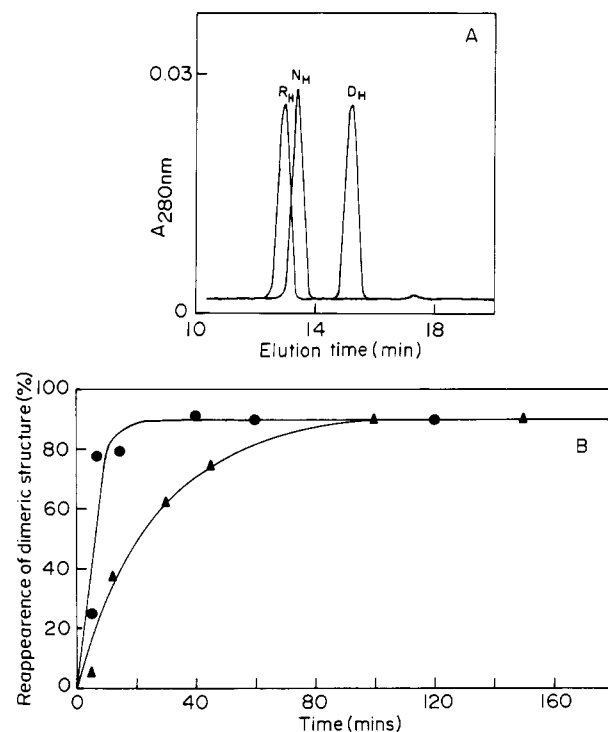 A
0.03
R_H N_H D_H
A280nm
0
10 14 18
Elution time (min)
B
Reappearence of dimeric structure (%)
100
80
60
40
20
0
0 40 80 120 160
Time (mins)